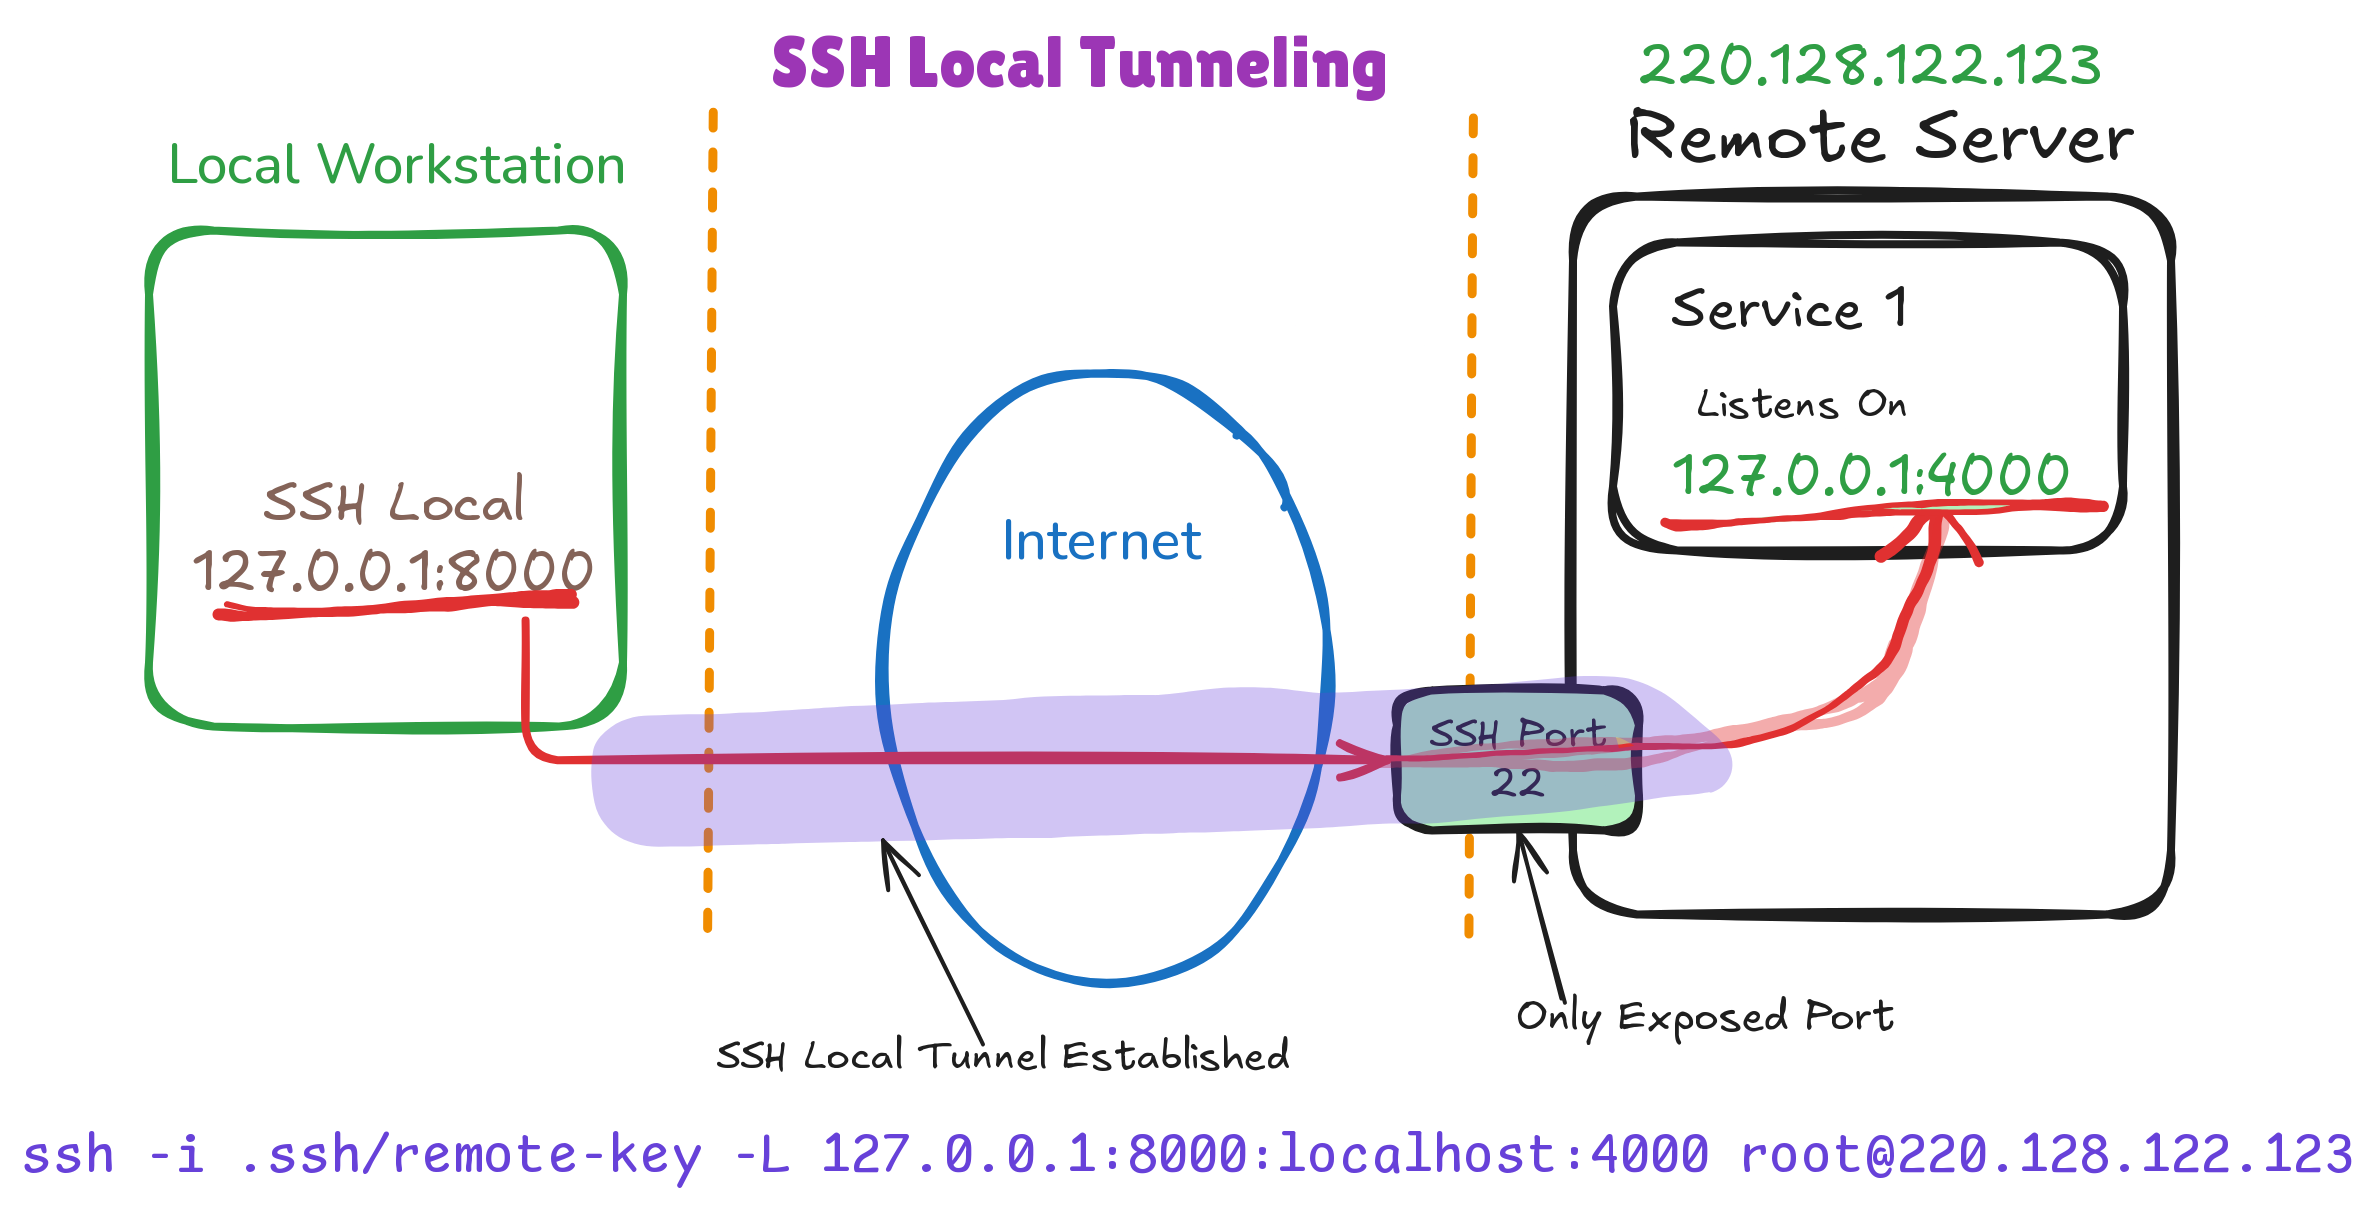 SSH Local Tunneling
220.128.122.123
Remote Server
Local Workstation
Service 1
Listens On
127.0.0.1:4000
SSH Local
127.0.0.1:8000
Internet
SSH Port
22
Only Exposed Port
SSH Local Tunnel Established
ssh -i .ssh/remote-key -L 127.0.0.1:8000:localhost:4000 root@220.128.122.123